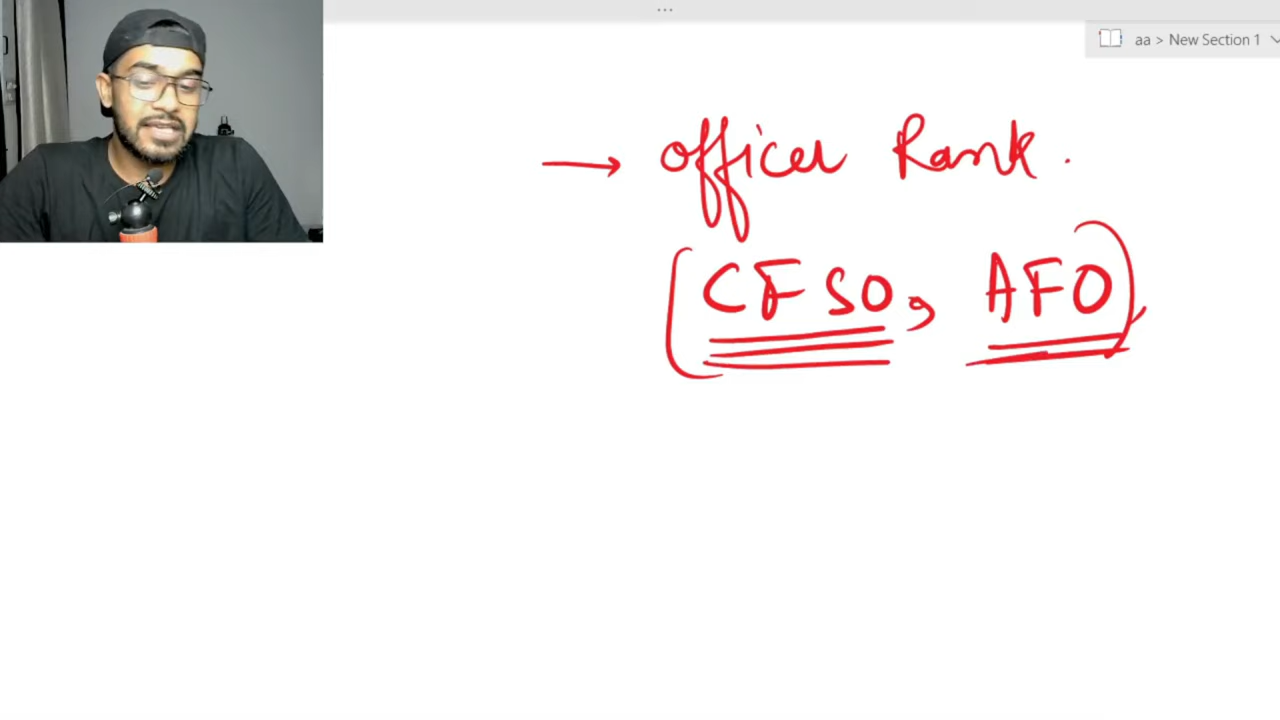 ...
aa > New Section 1
→ Officer Rank.
(CFSO, AFO)